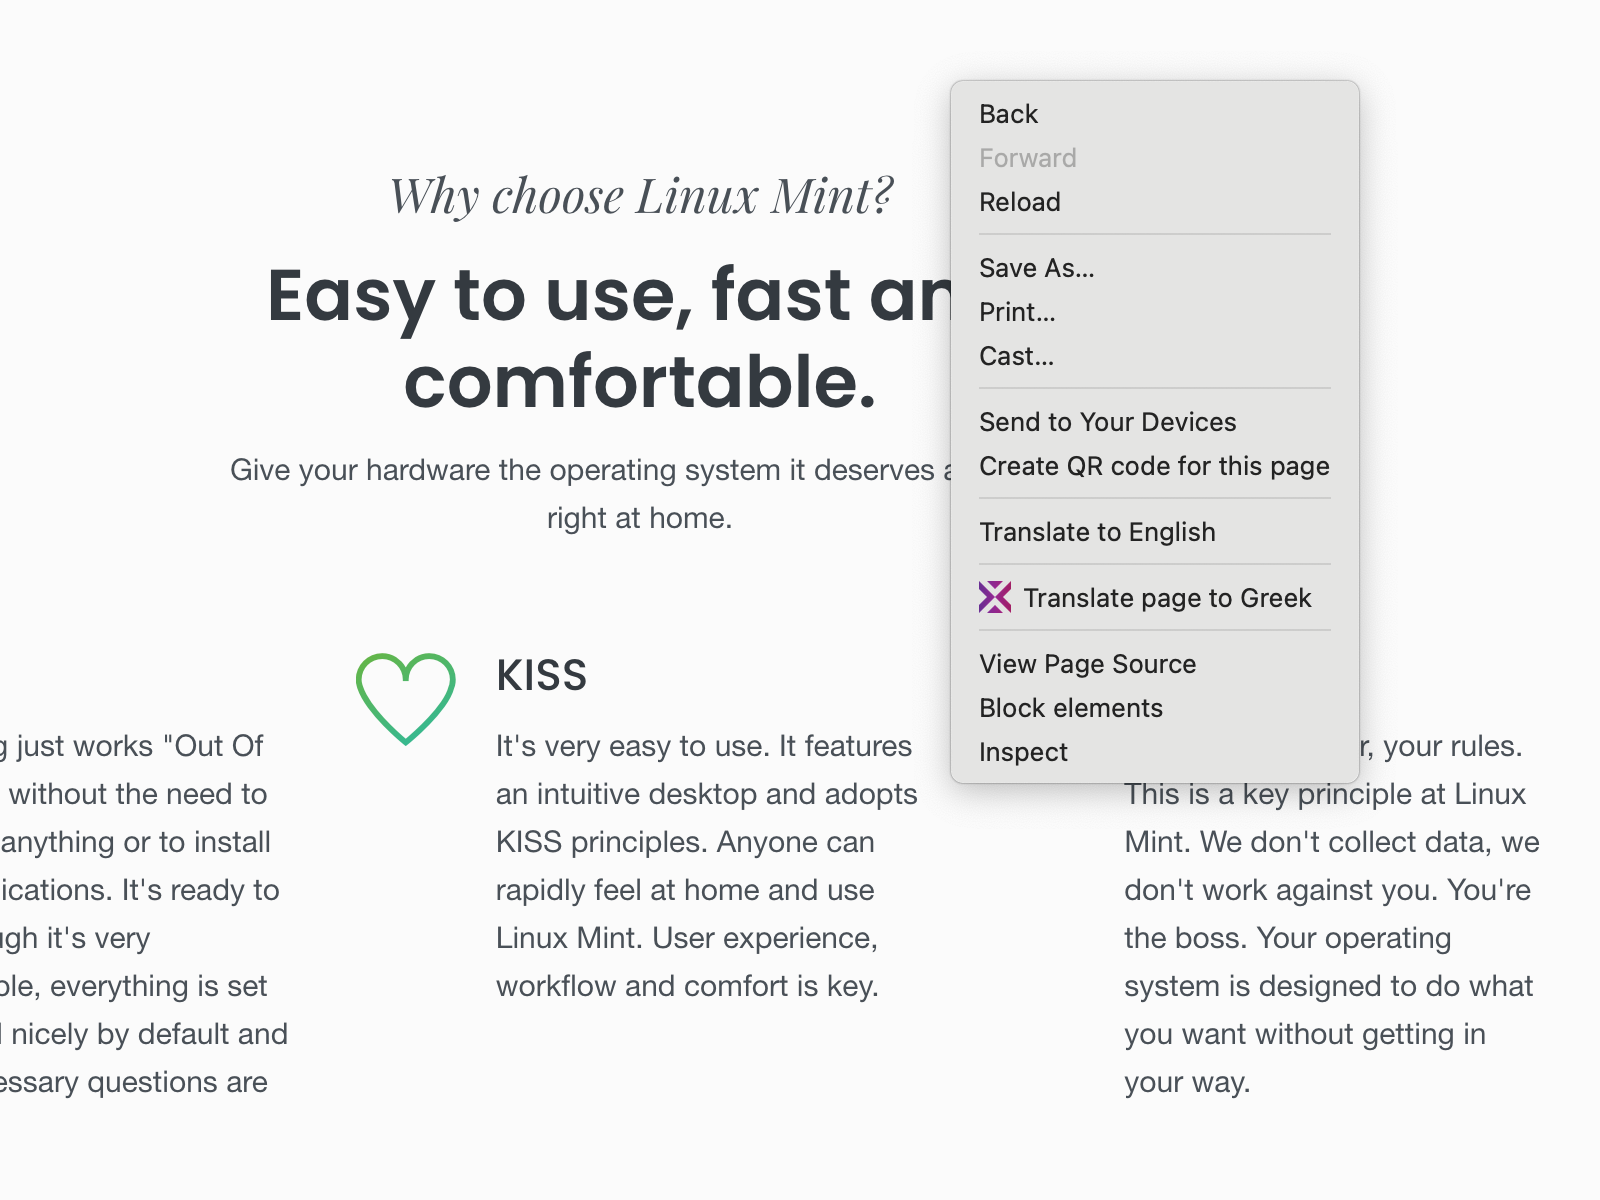 Why choose Linux Mint?
Easy to use, fast
comfortable.
Give your hardware the operating system it deserves
right at home.
just works "Out Of
without the need to
anything or to install
It's ready to
it's very
everything is set
nicely by default and
questions are
KISS
It's very easy to use. It features
an intuitive desktop and adopts
KISS principles. Anyone can
rapidly feel at home and use
Linux Mint. User experience,
workflow and comfort is key.
your rules.
This is a key principle at Linux
Mint. We don't collect data, we
don't work against you. You're
the boss. Your operating
system is designed to do what
you want without getting in
your way.
Back
Forward
Reload
Save As...
Print...
Cast...
Send to Your Devices
Create QR code for this page
Translate to English
Translate page to Greek
View Page Source
Block elements
Inspect